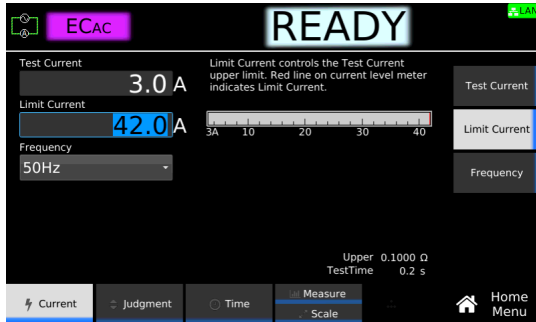 ECAC
READY
LAN
Test Current
3.0 A
Limit Current
42.0 A
Frequency
50Hz
Limit Current controls the Test Current
upper limit. Red line on current level meter
indicates Limit Current.
3A 10 20 30 40
Upper 0.1000 Ω
TestTime 0.2 s
Test Current
Limit Current
Frequency
Current
Judgment
Time
Measure
Scale
Home
Menu